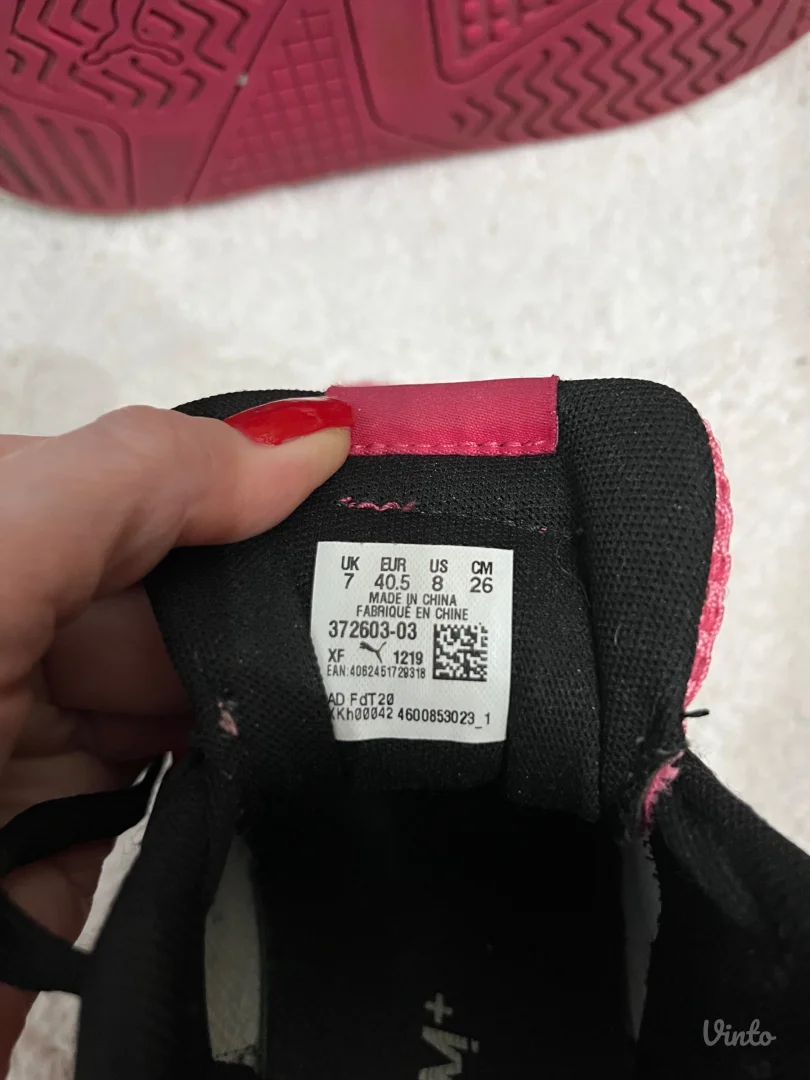 UK EUR US CM
7 40.5 8 26
MADE IN CHINA
FABRIQUÉ EN CHINE
372603-03
XF 1219
EAN:4062451729318
AD FdT20
KKh00042 4600853023_1
Vinto